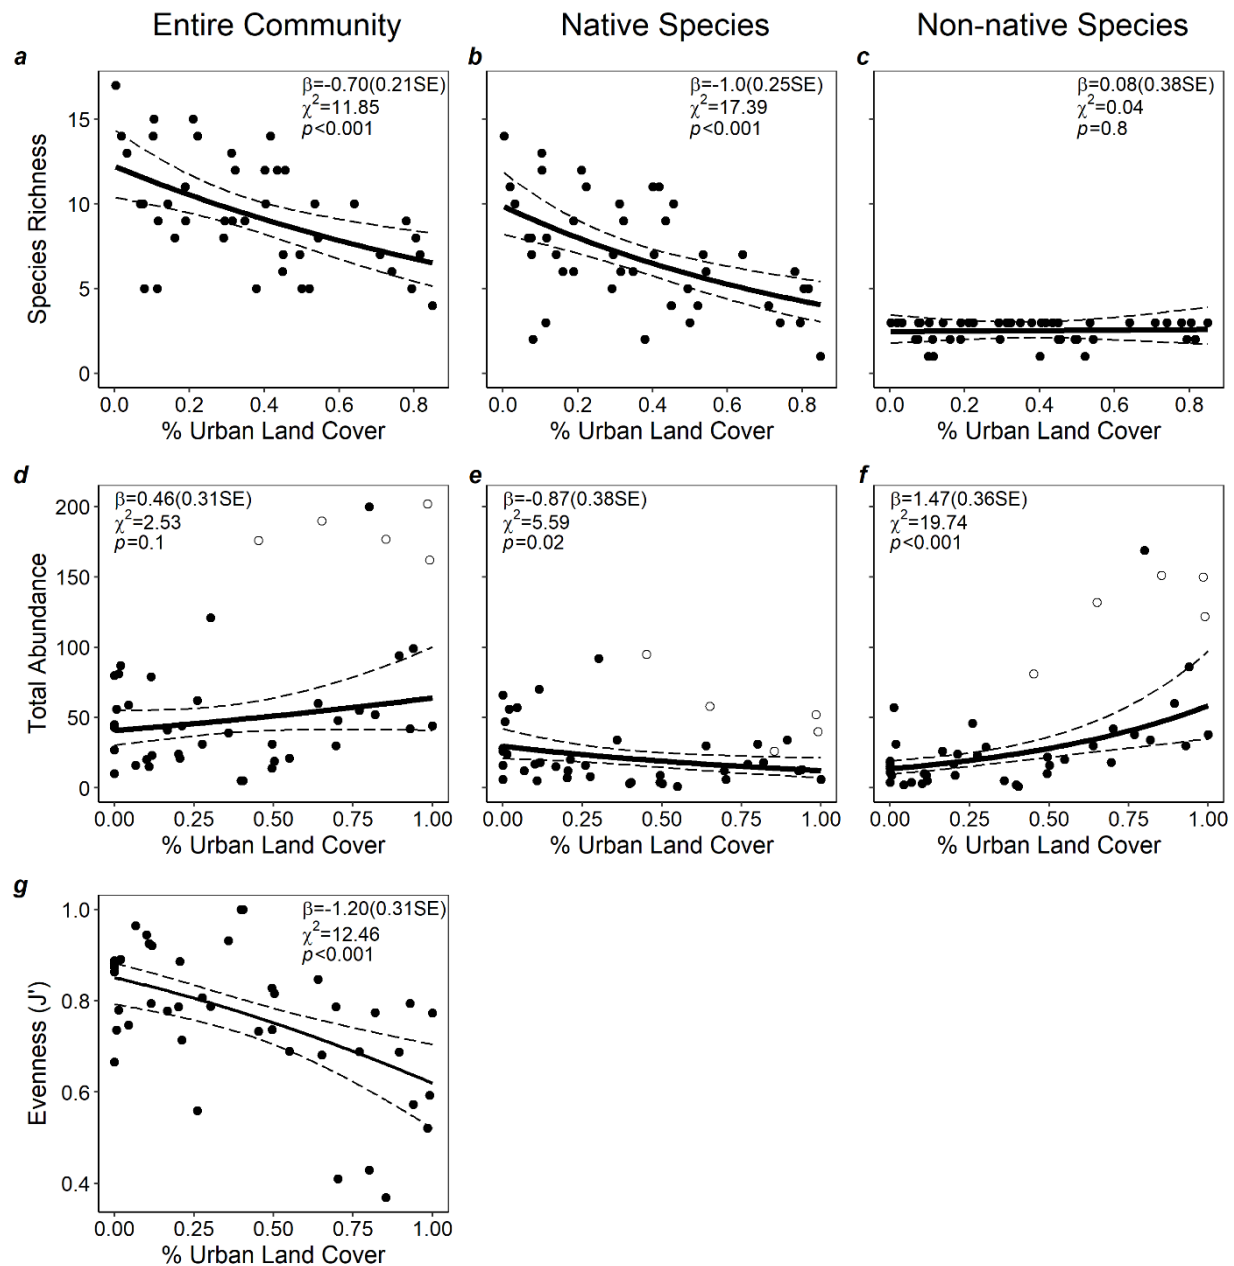 Entire Community
Native Species
Non-native Species
a
β=-0.70(0.21SE)
χ²=11.85
p<0.001
Species Richness
15
10
5
0
0.0 0.2 0.4 0.6 0.8
% Urban Land Cover
b
β=-1.0(0.25SE)
χ²=17.39
p<0.001
0.0 0.2 0.4 0.6 0.8
% Urban Land Cover
c
β=0.08(0.38SE)
χ²=0.04
p=0.8
0.0 0.2 0.4 0.6 0.8
% Urban Land Cover
d
β=0.46(0.31SE)
χ²=2.53
p=0.1
Total Abundance
200
150
100
50
0
0.00 0.25 0.50 0.75 1.00
% Urban Land Cover
e
β=-0.87(0.38SE)
χ²=5.59
p=0.02
0.00 0.25 0.50 0.75 1.00
% Urban Land Cover
f
β=1.47(0.36SE)
χ²=19.74
p<0.001
0.00 0.25 0.50 0.75 1.00
% Urban Land Cover
g
β=-1.20(0.31SE)
χ²=12.46
p<0.001
Evenness (J')
1.0
0.8
0.6
0.4
0.00 0.25 0.50 0.75 1.00
% Urban Land Cover